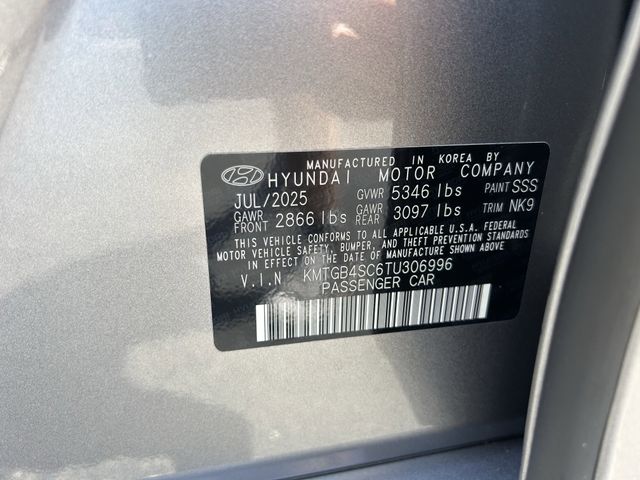 MANUFACTURED IN KOREA BY
HYUNDAI MOTOR COMPANY
JUL/2025 GVWR 5346 lbs PAINT SSS
GAWR FRONT 2866 lbs GAWR REAR 3097 lbs TRIM NK9
THIS VEHICLE CONFORMS TO ALL APPLICABLE U.S.A. FEDERAL
MOTOR VEHICLE SAFETY, BUMPER, AND THEFT PREVENTION STANDARDS
IN EFFECT ON THE DATE OF MANUFACTURE SHOWN ABOVE.
V.I.N KMTGB4SC6TU306996
PASSENGER CAR